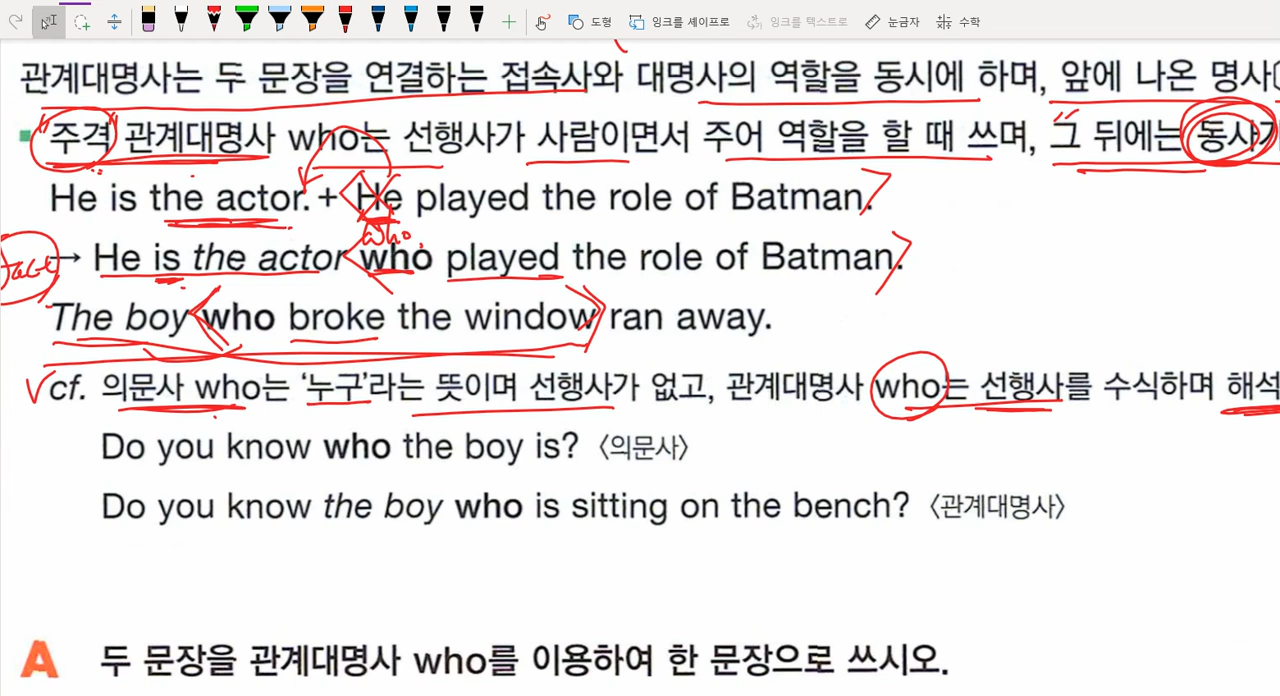 도형 잉크를 셰이프로 잉크를 텍스트로 눈금자 수학
관계대명사는 두 문장을 연결하는 접속사와 대명사의 역할을 동시에 하며, 앞에 나온 명사
주격 관계대명사 who는 선행사가 사람이면서 주어 역할을 할 때 쓰며, 그 뒤에는 동사가
He is the actor. + He played the role of Batman.
who
→ He is the actor who played the role of Batman.
The boy who broke the window ran away.
cf. 의문사 who는 ‘누구’라는 뜻이며 선행사가 없고, 관계대명사 who는 선행사를 수식하며 해석
Do you know who the boy is? 〈의문사〉
Do you know the boy who is sitting on the bench? 〈관계대명사〉
A 두 문장을 관계대명사 who를 이용하여 한 문장으로 쓰시오.